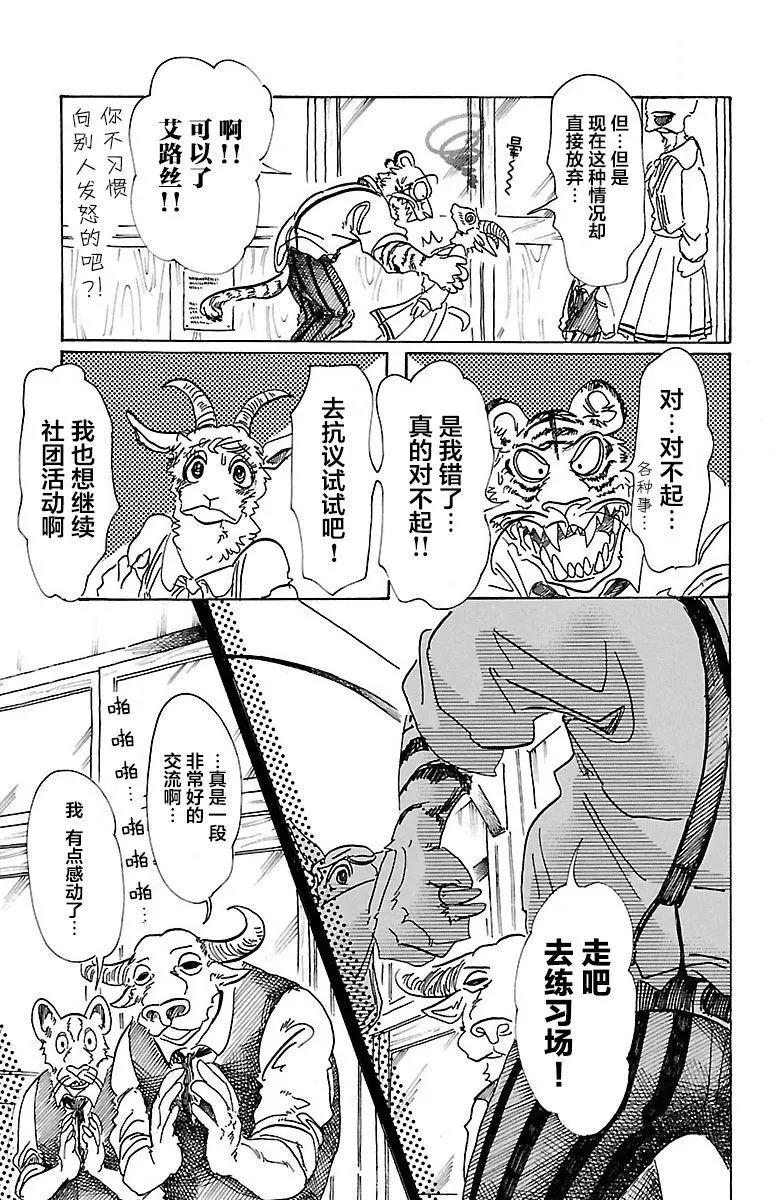 但…但是
现在这种情况却
直接放弃…
晕～
啊!!
可以了
艾路丝!!
你不习惯
向别人发怒的吧?!
对…对不起…
各种事…
是我错了…
真的对不起!!
去抗议试试吧！
我也想继续
社团活动啊
走吧
去练习场！
…真是一段
非常好的
交流啊…
啪
啪
啪
啪
啪
啪
我 有点感动了…